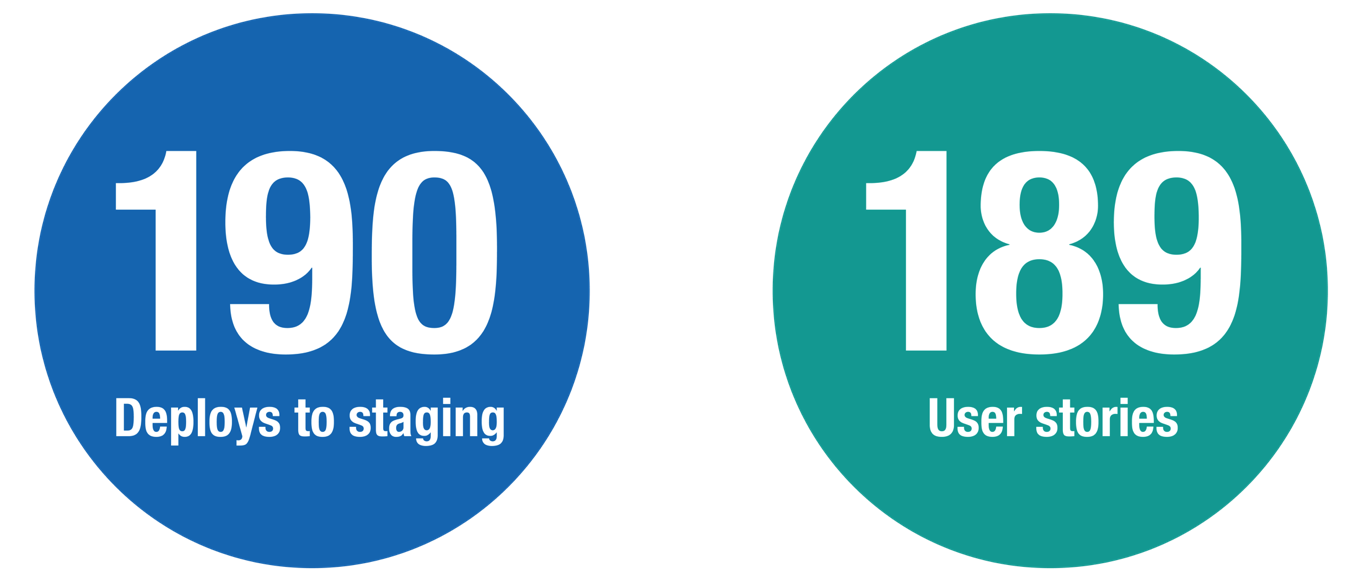 190
Deploys to staging
189
User stories